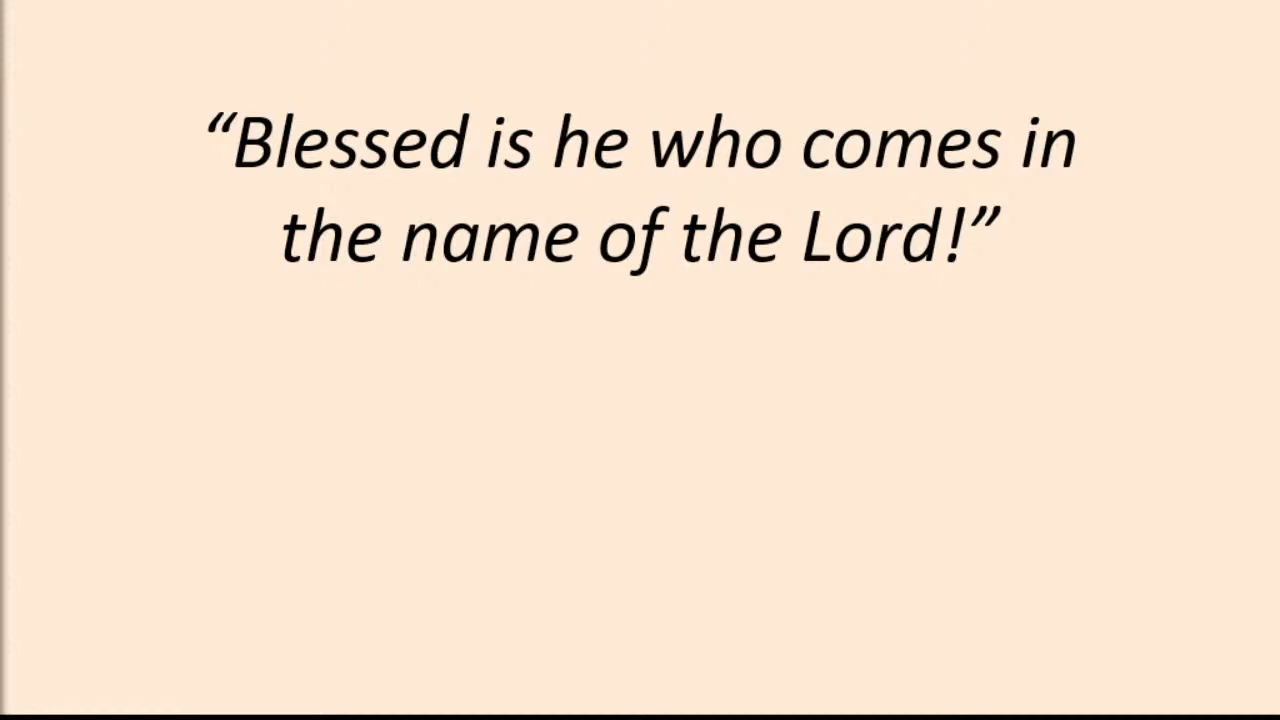 “Blessed is he who comes in
the name of the Lord!”